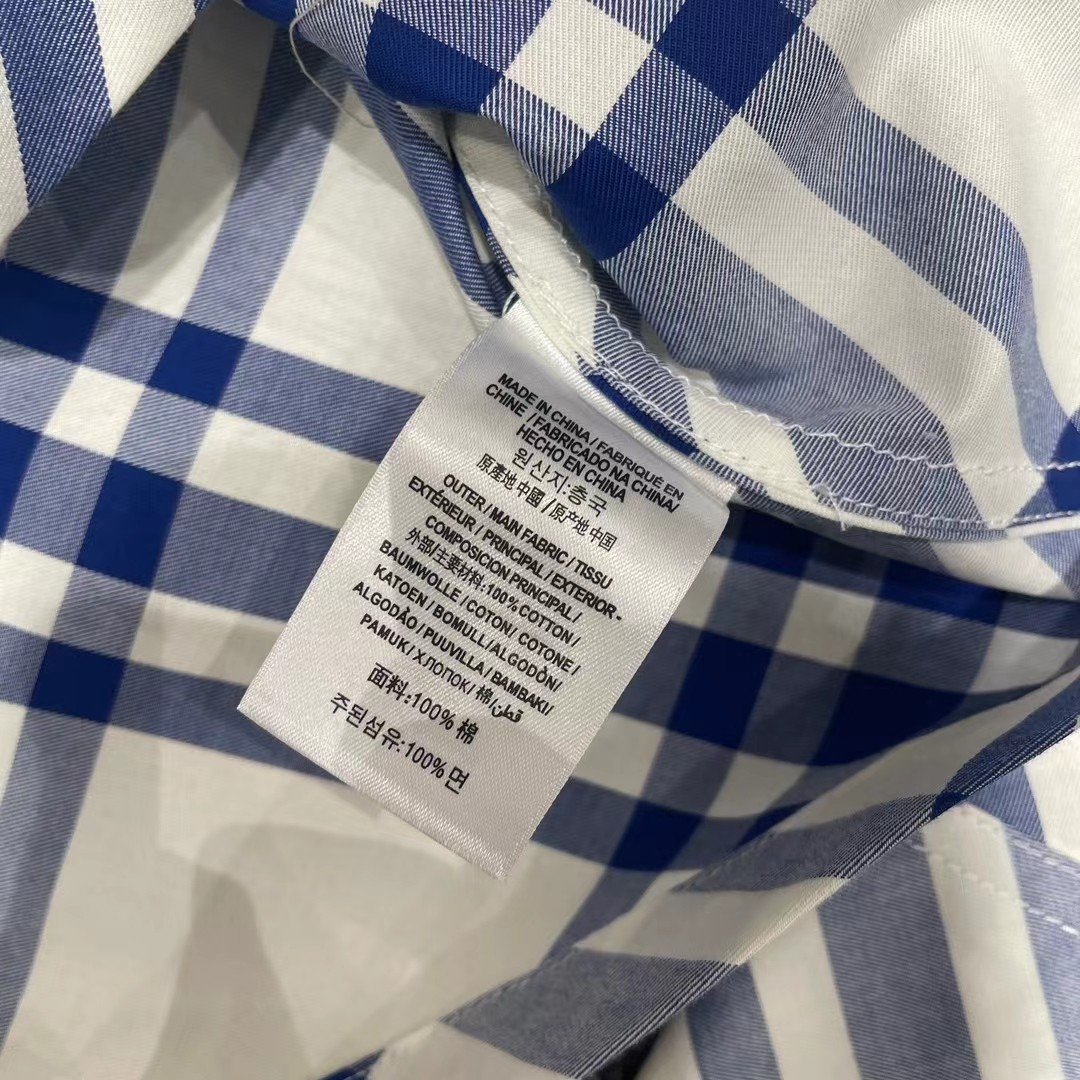 MADE IN CHINA / FABRIQUÉ EN
CHINE / FABRICADO NA CHINA/
HECHO EN CHINA
원산지:층국
原產地 中國 / 原产地 中国
OUTER / MAIN FABRIC / TISSU
EXTÉRIEUR / PRINCIPAL / EXTERIOR-
COMPOSICION PRINCIPAL /
外部/主要材料:100% COTTON /
BAUMWOLLE / COTON / COTONE /
KATOEN / BOMULL / ALGODÓN/
ALGODÃO / PUUVILLA / BAMBAKI/
PAMUK / ХЛОПОК / 棉/قطن
面料:100% 棉
주된섬유:100% 면